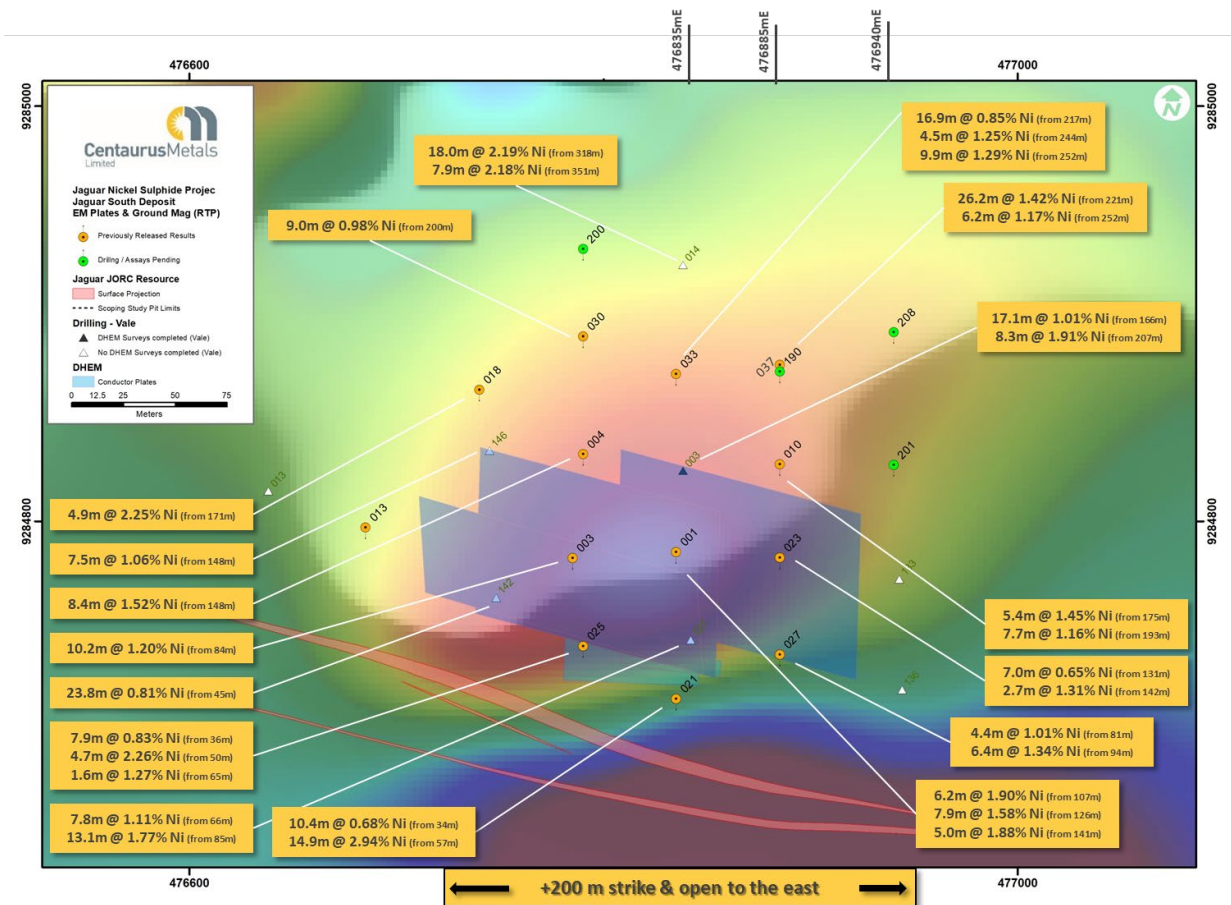 476835mE
476885mE
476940mE
476600
477000
9285000
9285000
CentaurusMetals
Limited
Jaguar Nickel Sulphide Projec
Jaguar South Deposit
EM Plates & Ground Mag (RTP)
Previously Released Results
Drilling / Assays Pending
Jaguar JORC Resource
Surface Projection
Scoping Study Pit Limits
Drilling - Vale
DHEM Surveys completed (Vale)
No DHEM Surveys completed (Vale)
DHEM
Conductor Plates
0 12.5 25 50 75
Meters
N
18.0m @ 2.19% Ni (from 318m)
7.9m @ 2.18% Ni (from 351m)
16.9m @ 0.85% Ni (from 217m)
4.5m @ 1.25% Ni (from 244m)
9.9m @ 1.29% Ni (from 252m)
26.2m @ 1.42% Ni (from 221m)
6.2m @ 1.17% Ni (from 252m)
9.0m @ 0.98% Ni (from 200m)
17.1m @ 1.01% Ni (from 166m)
8.3m @ 1.91% Ni (from 207m)
200
014
030
208
033
037
190
018
004
146
003
010
201
013
013
9284800
9284800
003
001
023
113
142
025
027
136
021
4.9m @ 2.25% Ni (from 171m)
7.5m @ 1.06% Ni (from 148m)
8.4m @ 1.52% Ni (from 148m)
10.2m @ 1.20% Ni (from 84m)
23.8m @ 0.81% Ni (from 45m)
7.9m @ 0.83% Ni (from 36m)
4.7m @ 2.26% Ni (from 50m)
1.6m @ 1.27% Ni (from 65m)
7.8m @ 1.11% Ni (from 66m)
13.1m @ 1.77% Ni (from 85m)
10.4m @ 0.68% Ni (from 34m)
14.9m @ 2.94% Ni (from 57m)
5.4m @ 1.45% Ni (from 175m)
7.7m @ 1.16% Ni (from 193m)
7.0m @ 0.65% Ni (from 131m)
2.7m @ 1.31% Ni (from 142m)
4.4m @ 1.01% Ni (from 81m)
6.4m @ 1.34% Ni (from 94m)
6.2m @ 1.90% Ni (from 107m)
7.9m @ 1.58% Ni (from 126m)
5.0m @ 1.88% Ni (from 141m)
476600
477000
+200 m strike & open to the east